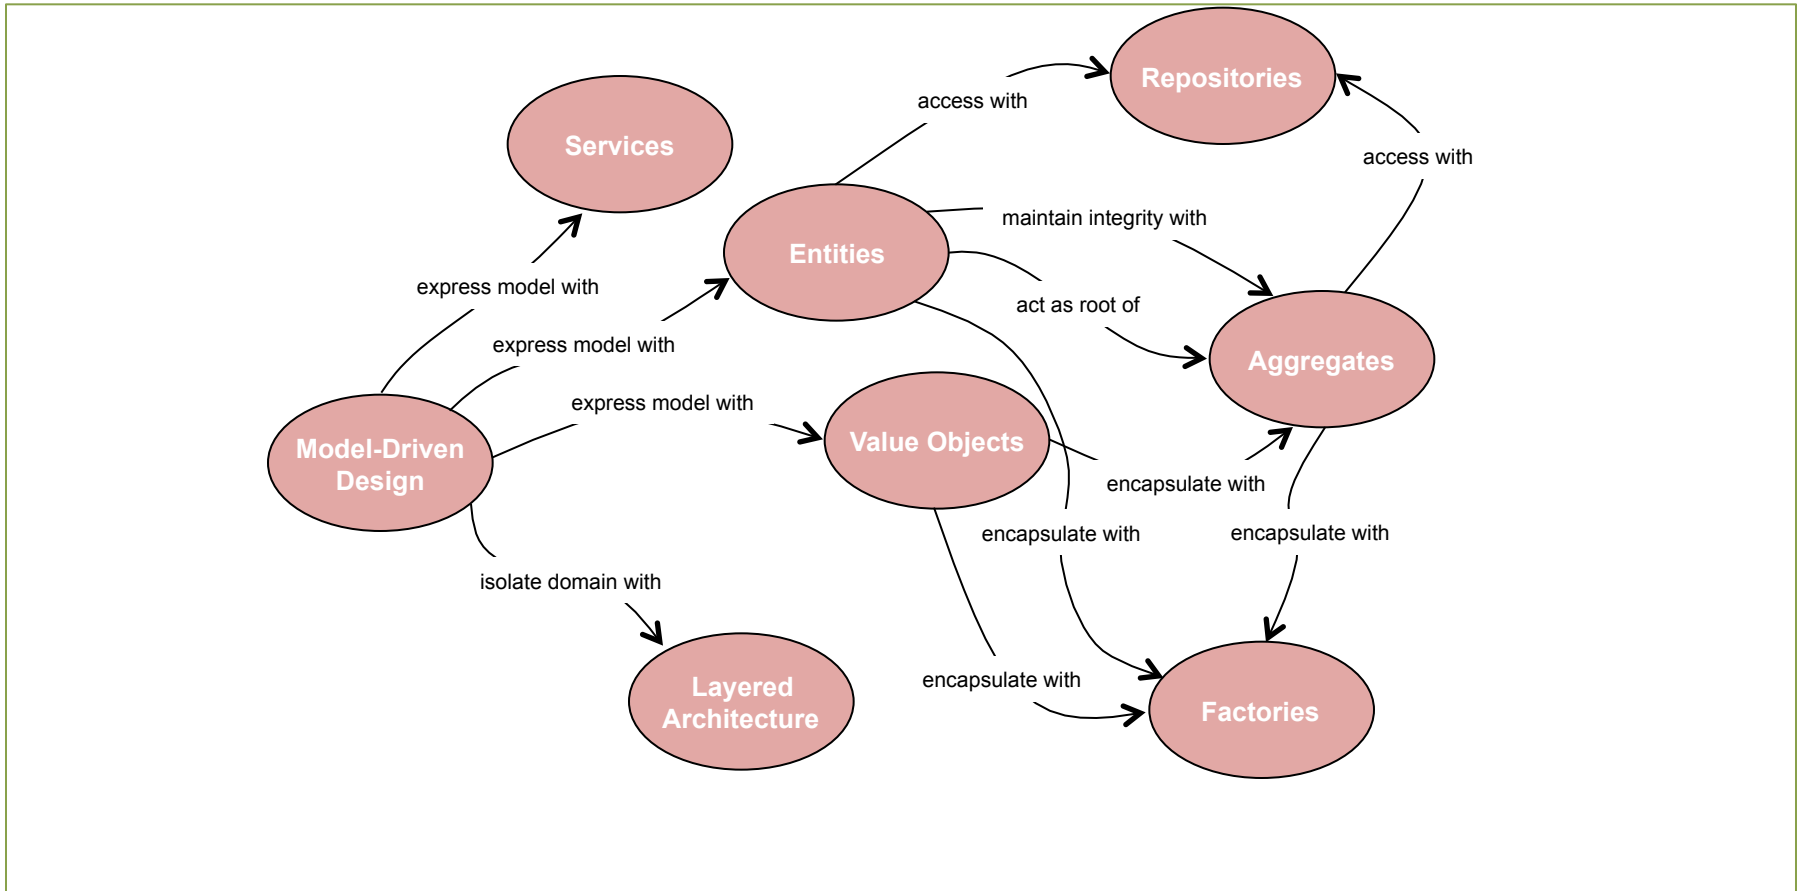 Repositories
access with
Services
access with
maintain integrity with
Entities
express model with
act as root of
express model with
Aggregates
express model with
Model-Driven
Design
Value Objects
encapsulate with
encapsulate with
encapsulate with
isolate domain with
encapsulate with
Layered
Architecture
Factories